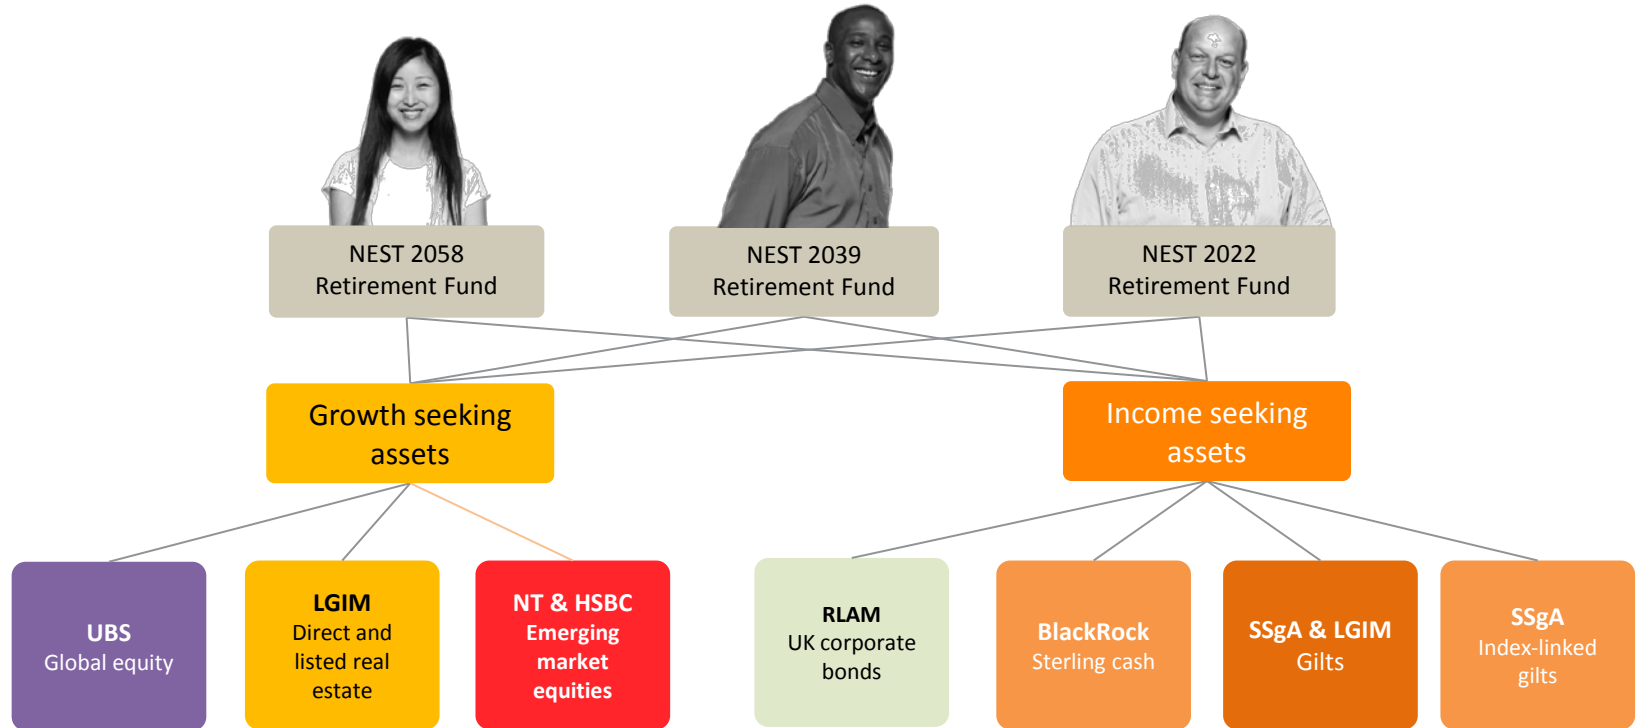 NEST 2058
Retirement Fund
NEST 2039
Retirement Fund
NEST 2022
Retirement Fund
Growth seeking
assets
Income seeking
assets
UBS
Global equity
LGIM
Direct and
listed real
estate
NT & HSBC
Emerging
market
equities
RLAM
UK corporate
bonds
BlackRock
Sterling cash
SSgA & LGIM
Gilts
SSgA
Index-linked
gilts